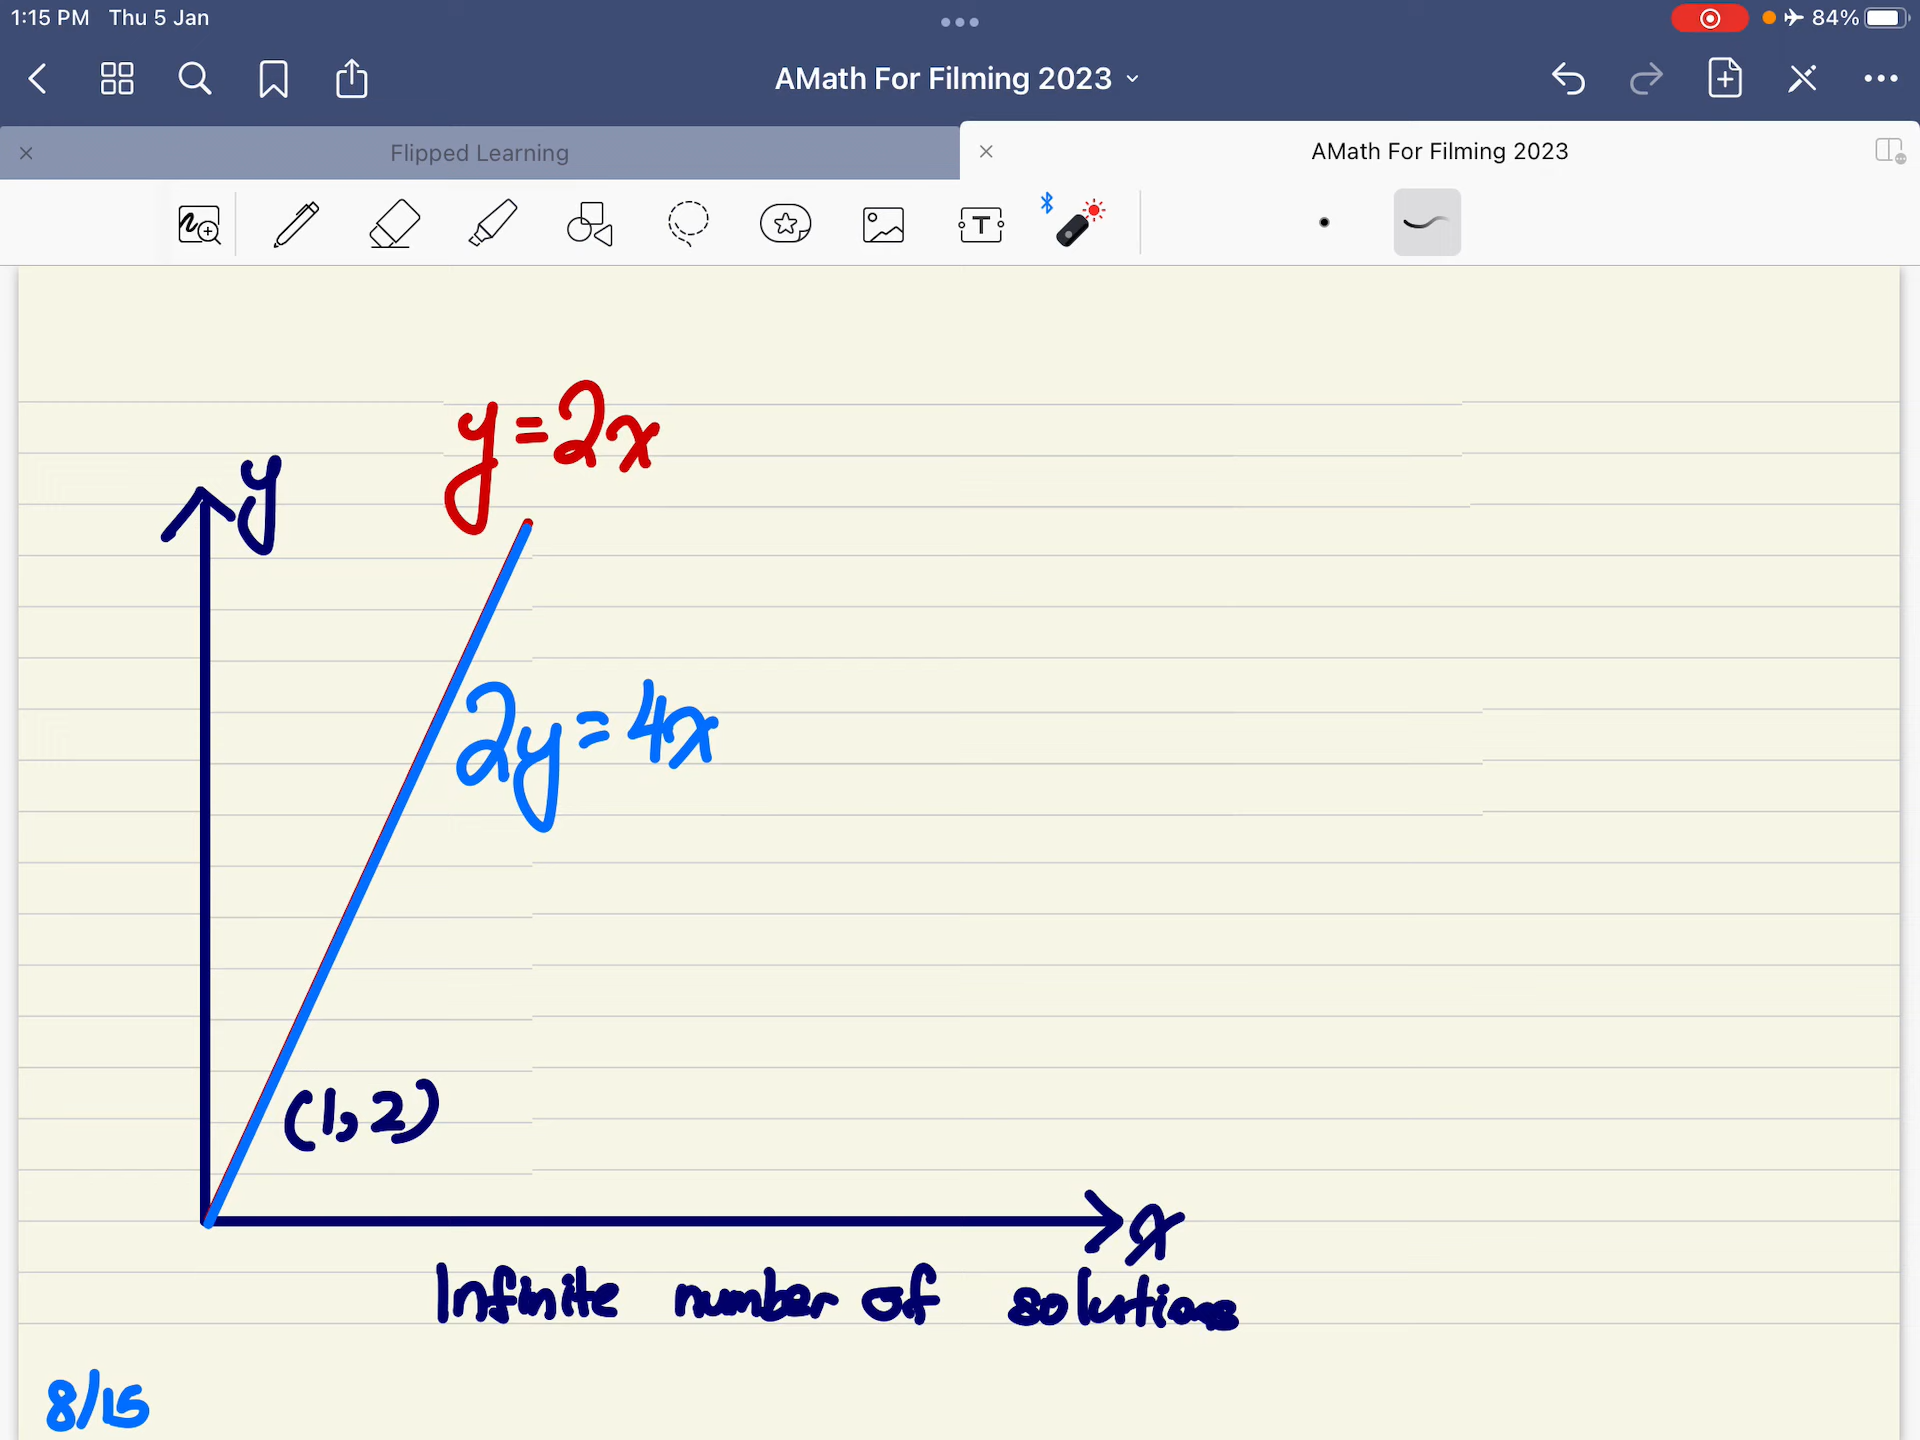 1:15 PM Thu 5 Jan
84%
AMath For Filming 2023
Flipped Learning
AMath For Filming 2023
T
y=2x
y
2y=4x
(1,2)
x
Infinite number of solutions
8/15